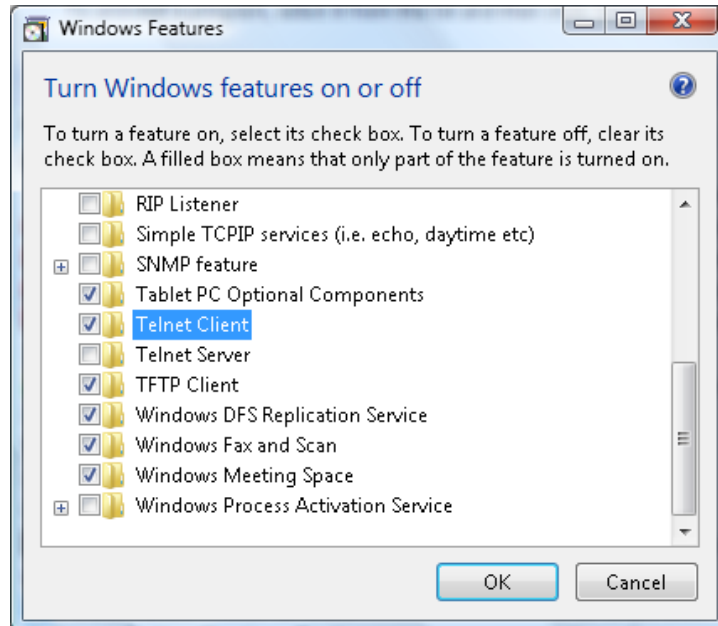 Windows Features
Turn Windows features on or off
To turn a feature on, select its check box. To turn a feature off, clear its
check box. A filled box means that only part of the feature is turned on.
RIP Listener
Simple TCPIP services (i.e. echo, daytime etc)
SNMP feature
Tablet PC Optional Components
Telnet Client
Telnet Server
TFTP Client
Windows DFS Replication Service
Windows Fax and Scan
Windows Meeting Space
Windows Process Activation Service
OK Cancel